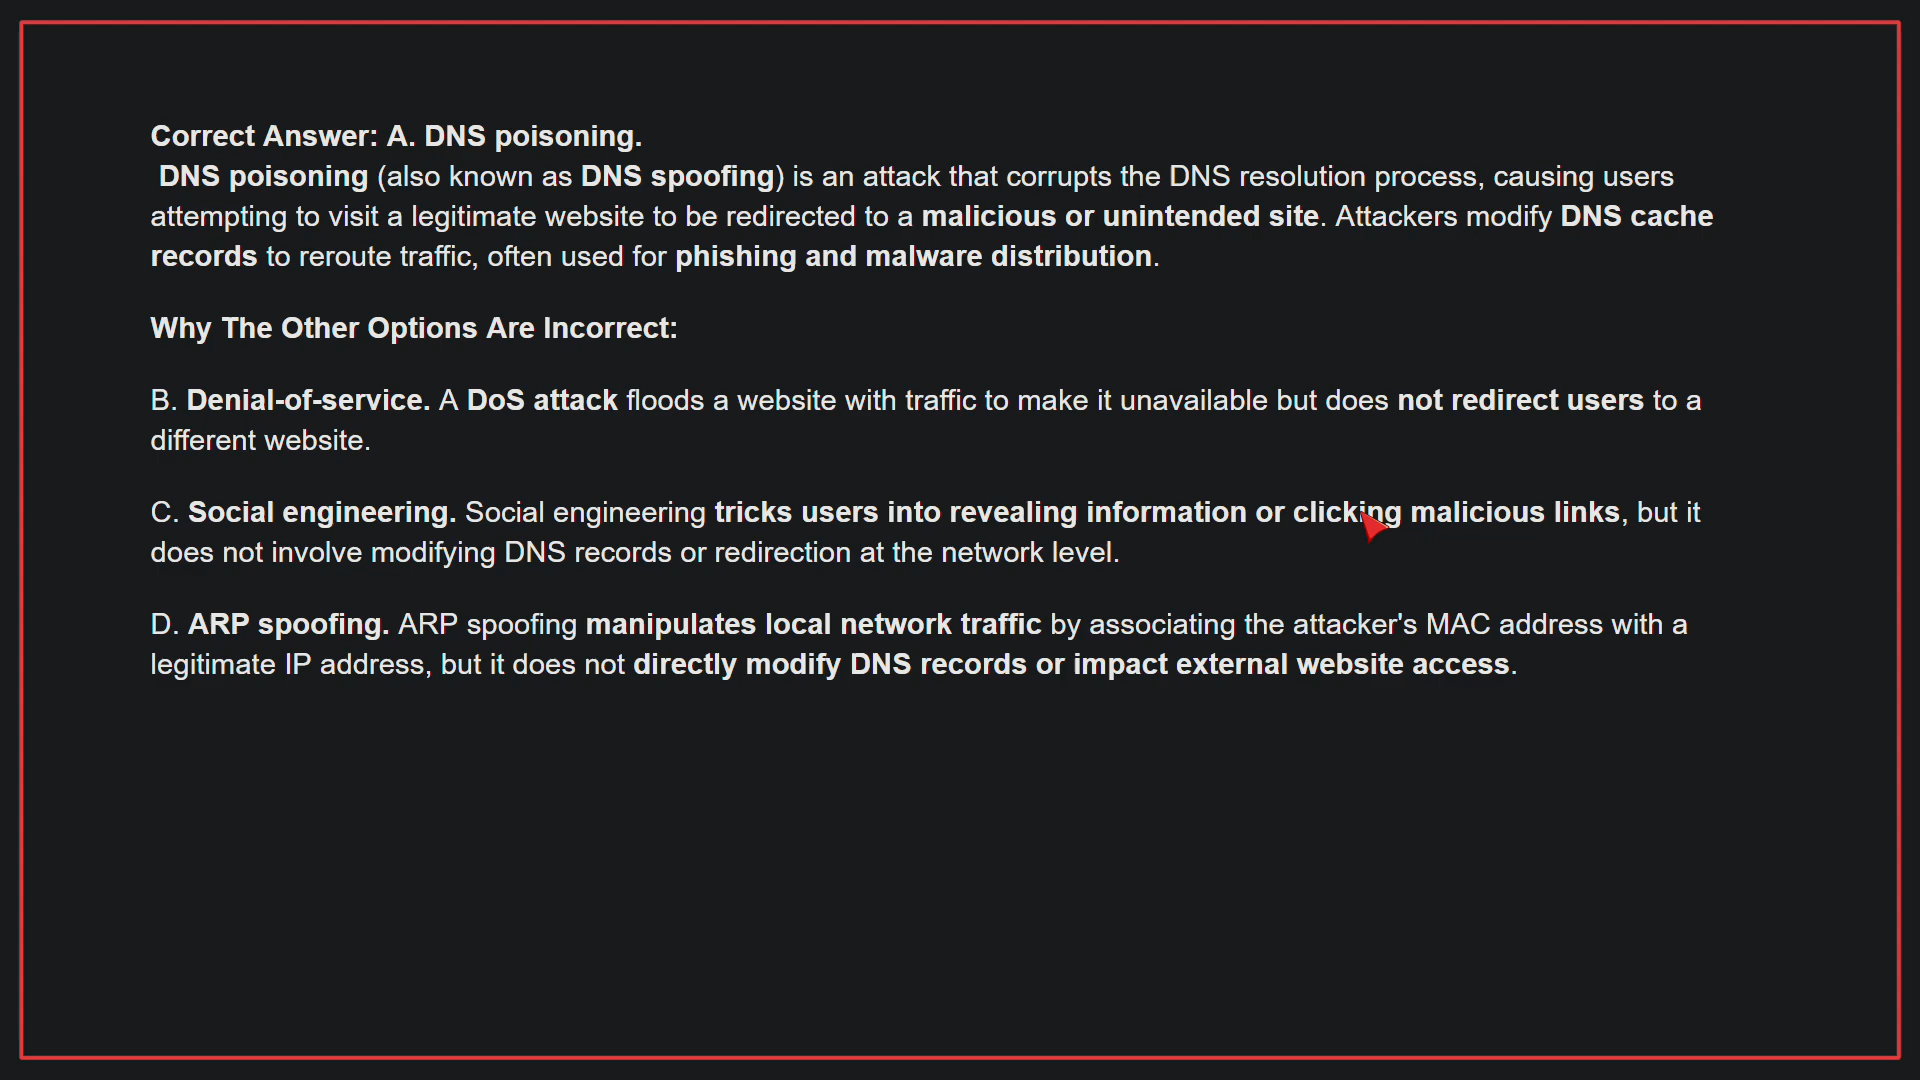 Correct Answer: A. DNS poisoning.
DNS poisoning (also known as DNS spoofing) is an attack that corrupts the DNS resolution process, causing users
attempting to visit a legitimate website to be redirected to a malicious or unintended site. Attackers modify DNS cache
records to reroute traffic, often used for phishing and malware distribution.
Why The Other Options Are Incorrect:
B. Denial-of-service. A DoS attack floods a website with traffic to make it unavailable but does not redirect users to a
different website.
C. Social engineering. Social engineering tricks users into revealing information or clicking malicious links, but it
does not involve modifying DNS records or redirection at the network level.
D. ARP spoofing. ARP spoofing manipulates local network traffic by associating the attacker's MAC address with a
legitimate IP address, but it does not directly modify DNS records or impact external website access.